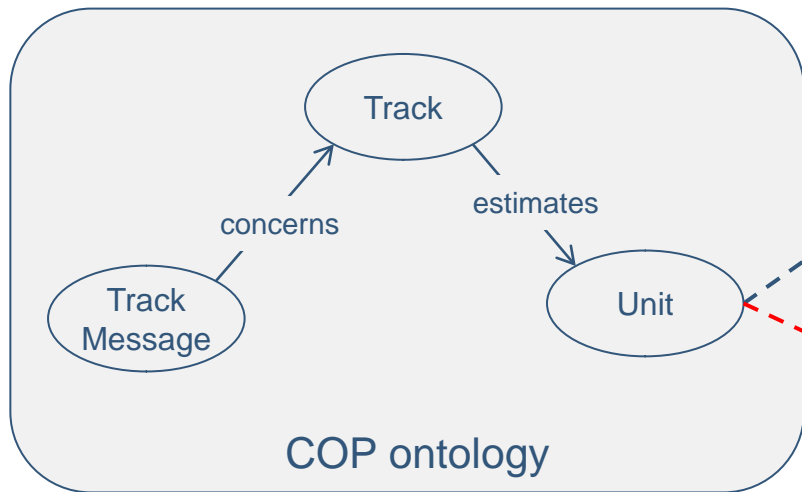 Track
concerns
estimates
Track
Message
Unit
COP ontology